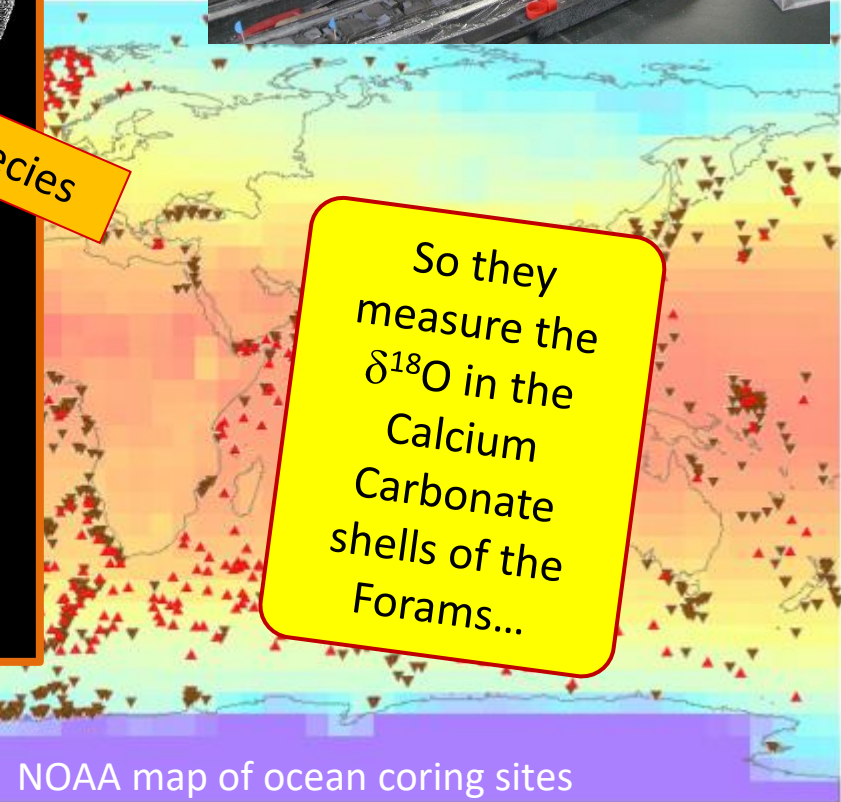 ecies
So they
measure the
δ¹⁸O in the
Calcium
Carbonate
shells of the
Forams…
NOAA map of ocean coring sites